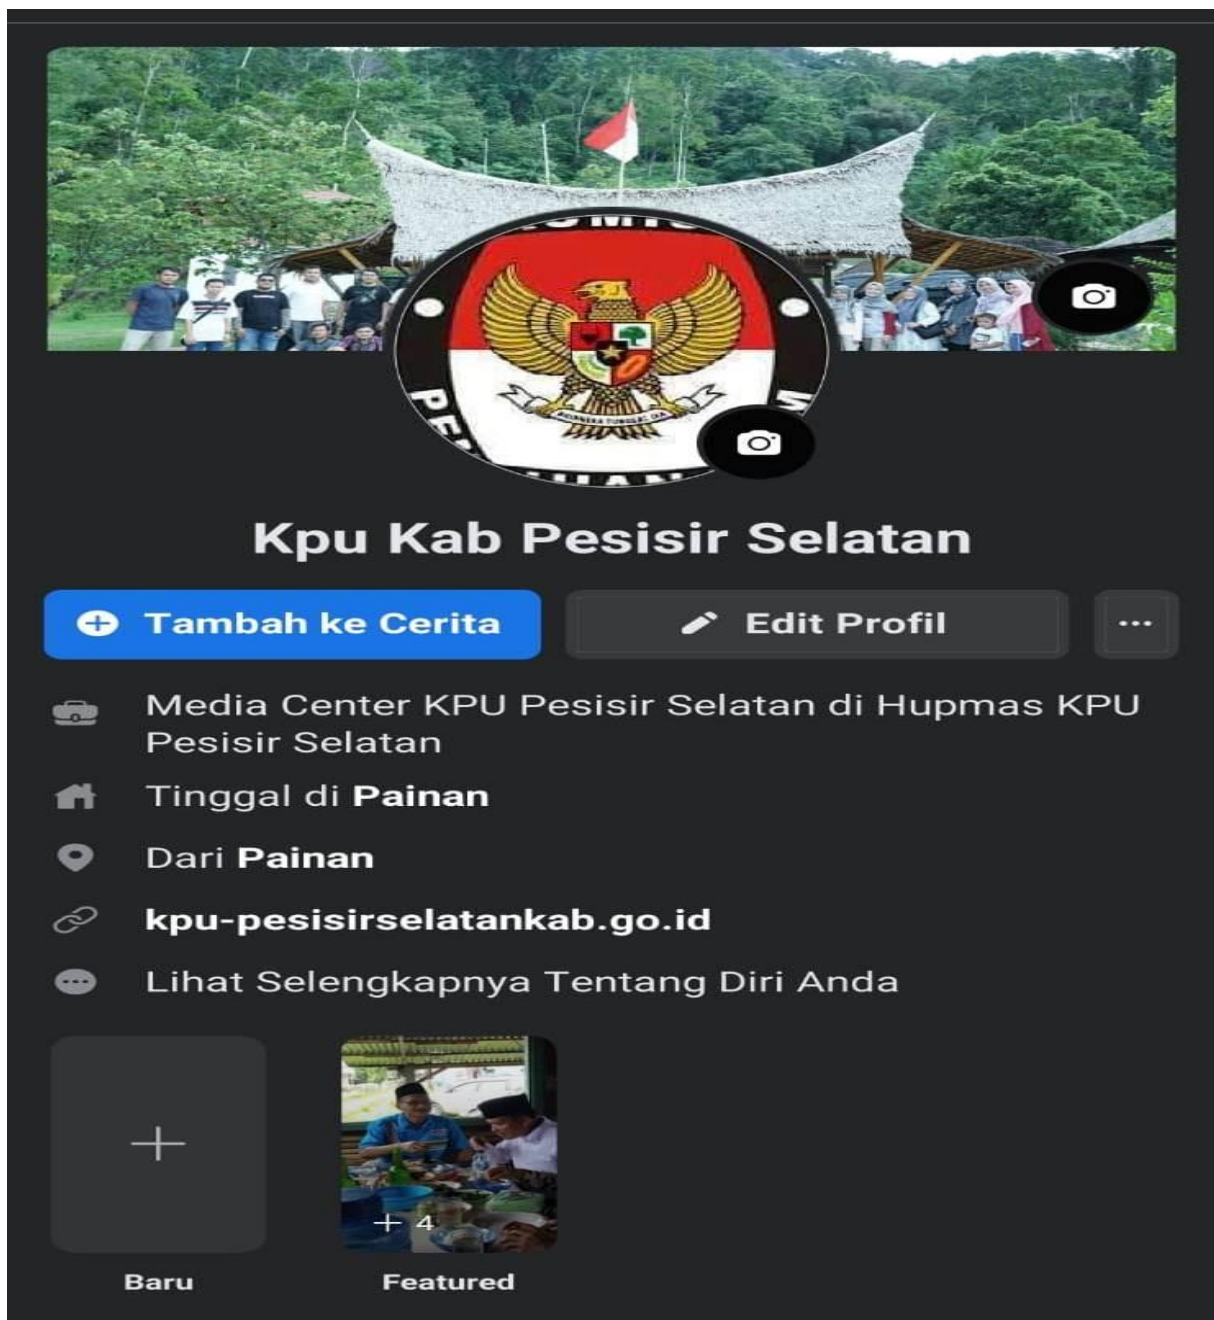 Kpu Kab Pesisir Selatan
Tambah ke Cerita
Edit Profil
Media Center KPU Pesisir Selatan di Hupmas KPU
Pesisir Selatan
Tinggal di Painan
Dari Painan
kpu-pesisirselatankab.go.id
Lihat Selengkapnya Tentang Diri Anda
+ 4
Baru
Featured